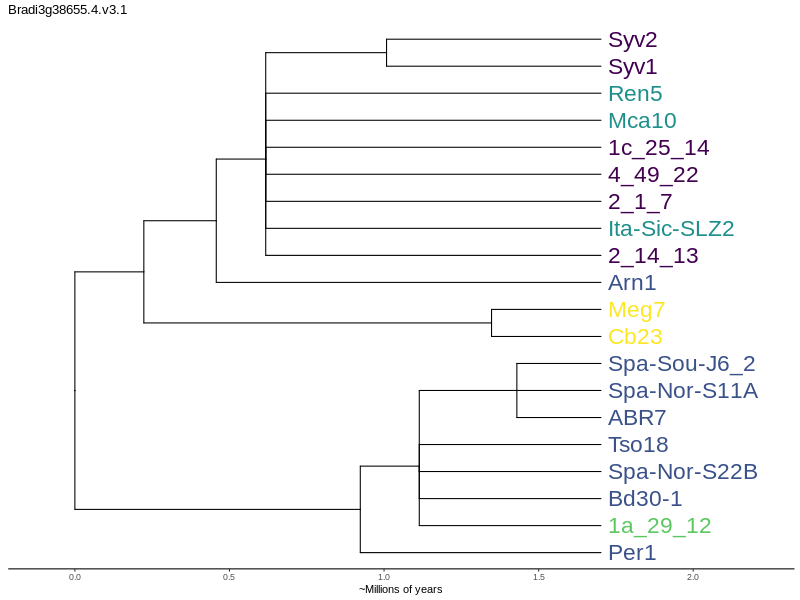 Bradi3g38655.4.v3.1
Syv2
Syv1
Ren5
Mca10
1c_25_14
4_49_22
2_1_7
Ita-Sic-SLZ2
2_14_13
Arn1
Meg7
Cb23
Spa-Sou-J6_2
Spa-Nor-S11A
ABR7
Tso18
Spa-Nor-S22B
Bd30-1
1a_29_12
Per1
0.0 0.5 1.0 1.5 2.0
~Millions of years